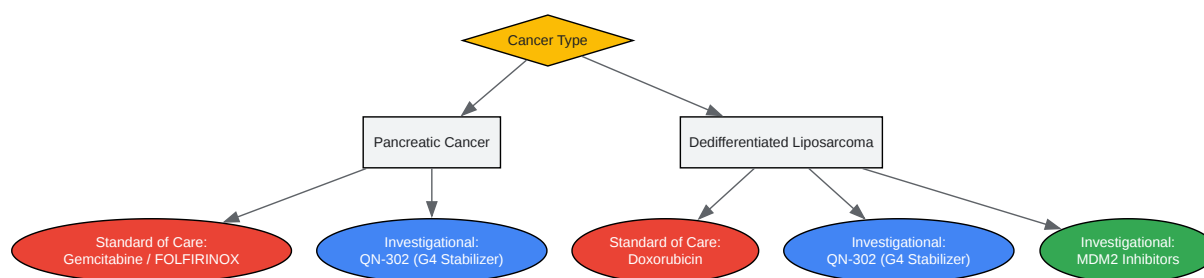 Cancer Type
Pancreatic Cancer
Dedifferentiated Liposarcoma
Standard of Care:
Gemcitabine / FOLFIRINOX
Investigational:
QN-302 (G4 Stabilizer)
Standard of Care:
Doxorubicin
Investigational:
QN-302 (G4 Stabilizer)
Investigational:
MDM2 Inhibitors